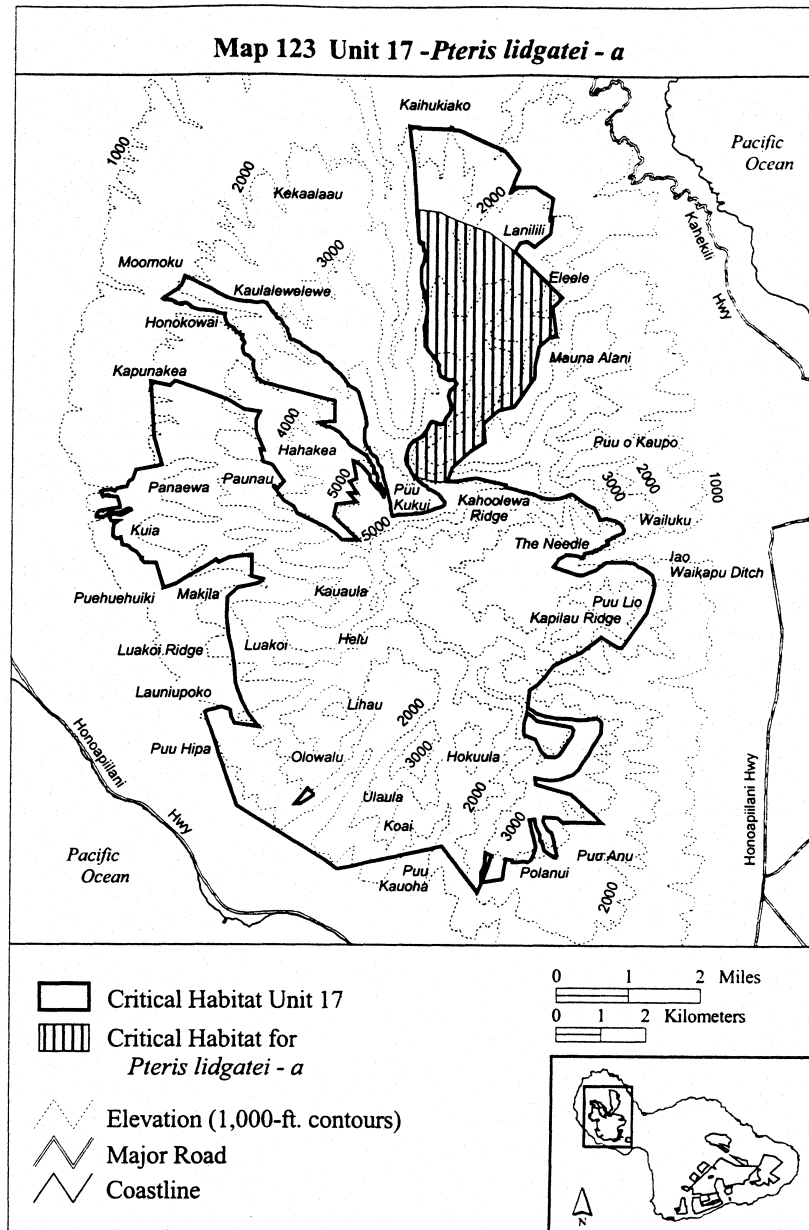 Map 123 Unit 17 -Pteris lidgatei - a
Kaihukiako
Pacific
Ocean
1000
2000
Kekaalaau
2000
Lanilili
Kahekili
Hwy
3000
Moomoku
Kaulalewelewe
Eleele
Honokowai
Mauna Alani
Kapunakea
4000
Hahakea
Puu o Kaupo
3000
2000
1000
Panaewa
Paunau
5000
Puu
Kukui
Kahoolewa
Ridge
Wailuku
Kuia
5000
The Needle
Iao
Waikapu Ditch
Puehuehuiki
Makila
Kauaula
Puu Lio
Kapilau Ridge
Luakoi Ridge
Luakoi
Helu
Launiupoko
Lihau
2000
Honoapiilani
Hwy
Puu Hipa
Olowalu
3000
Hokuula
Honoapiilani Hwy
Ulaula
2000
Koai
3000
Pacific
Ocean
Puu
Kauoha
Polanui
Puu Anu
2000
Critical Habitat Unit 17
Critical Habitat for
Pteris lidgatei - a
Elevation (1,000-ft. contours)
Major Road
Coastline
0 1 2 Miles
0 1 2 Kilometers
N